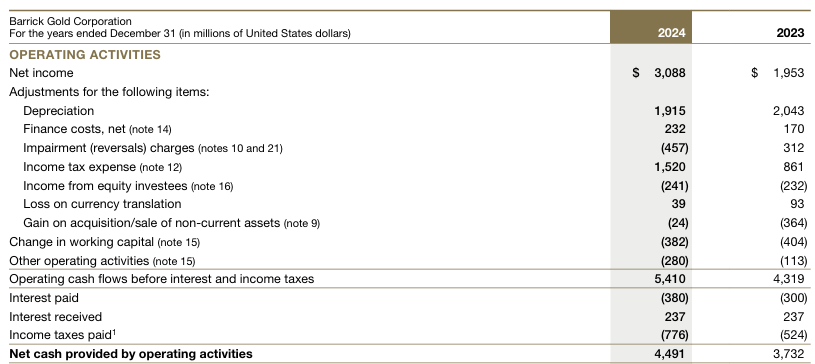 Barrick Gold Corporation
For the years ended December 31 (in millions of United States dollars) 2024 2023
OPERATING ACTIVITIES
Net income $ 3,088 $ 1,953
Adjustments for the following items:
Depreciation 1,915 2,043
Finance costs, net (note 14) 232 170
Impairment (reversals) charges (notes 10 and 21) (457) 312
Income tax expense (note 12) 1,520 861
Income from equity investees (note 16) (241) (232)
Loss on currency translation 39 93
Gain on acquisition/sale of non-current assets (note 9) (24) (364)
Change in working capital (note 15) (382) (404)
Other operating activities (note 15) (280) (113)
Operating cash flows before interest and income taxes 5,410 4,319
Interest paid (380) (300)
Interest received 237 237
Income taxes paid¹ (776) (524)
Net cash provided by operating activities 4,491 3,732